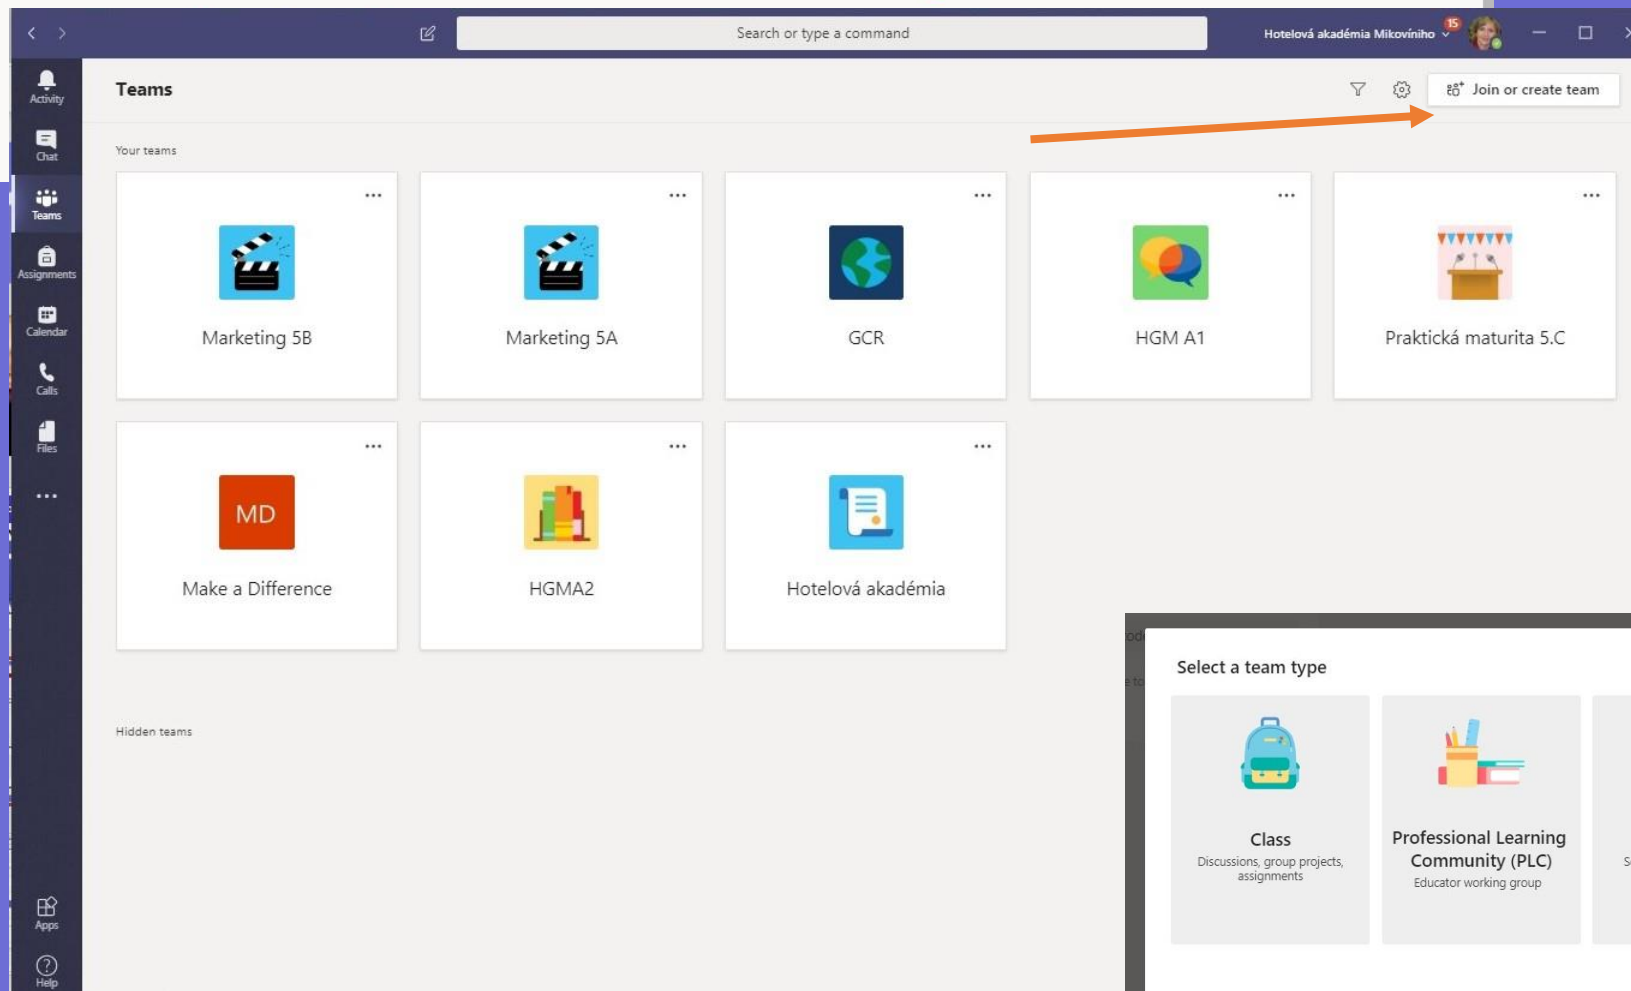 Search or type a command
Hotelová akadémia Mikovíniho
15
Activity
Chat
Teams
Assignments
Calendar
Calls
Files
Apps
Help
Teams
Join or create team
Your teams
Marketing 5B
Marketing 5A
GCR
HGM A1
Praktická maturita 5.C
MD
Make a Difference
HGMA2
Hotelová akadémia
Hidden teams
Select a team type
Class
Discussions, group projects,
assignments
Professional Learning
Community (PLC)
Educator working group